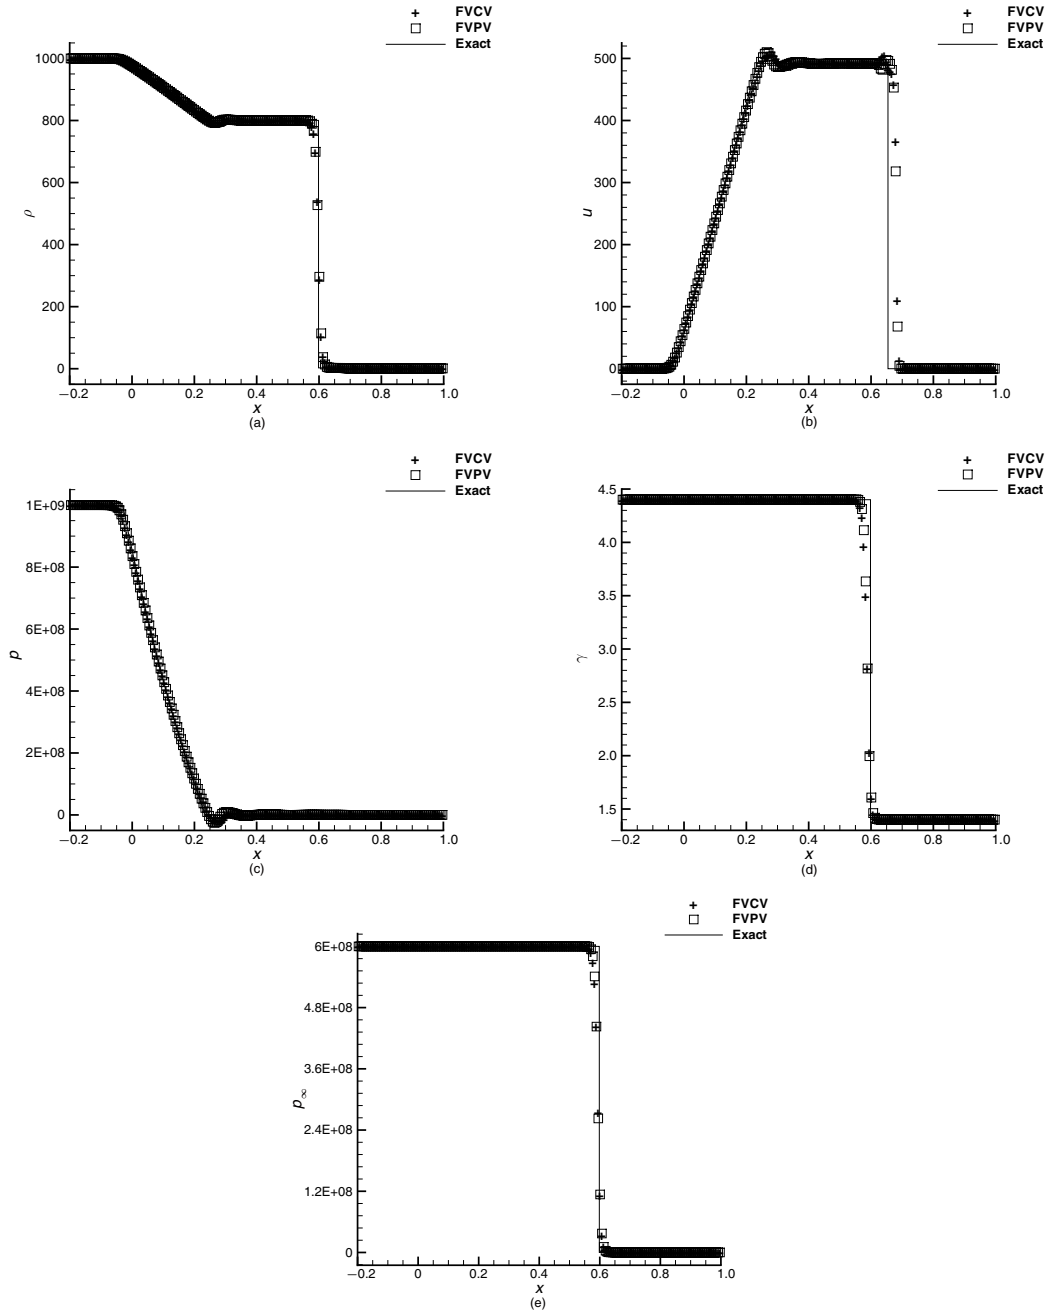 FVCV
FVPV
Exact
1000
800
600
400
200
0
ρ
−0.2 0 0.2 0.4 0.6 0.8 1.0
x
(a)
FVCV
FVPV
Exact
500
400
300
200
100
0
u
−0.2 0 0.2 0.4 0.6 0.8 1.0
x
(b)
FVCV
FVPV
Exact
1E+09
8E+08
6E+08
4E+08
2E+08
0
p
−0.2 0 0.2 0.4 0.6 0.8 1.0
x
(c)
FVCV
FVPV
Exact
4.5
4.0
3.5
3.0
2.5
2.0
1.5
γ
−0.2 0 0.2 0.4 0.6 0.8 1.0
x
(d)
FVCV
FVPV
Exact
6E+08
4.8E+08
3.6E+08
2.4E+08
1.2E+08
0
p∞
−0.2 0 0.2 0.4 0.6 0.8 1.0
x
(e)